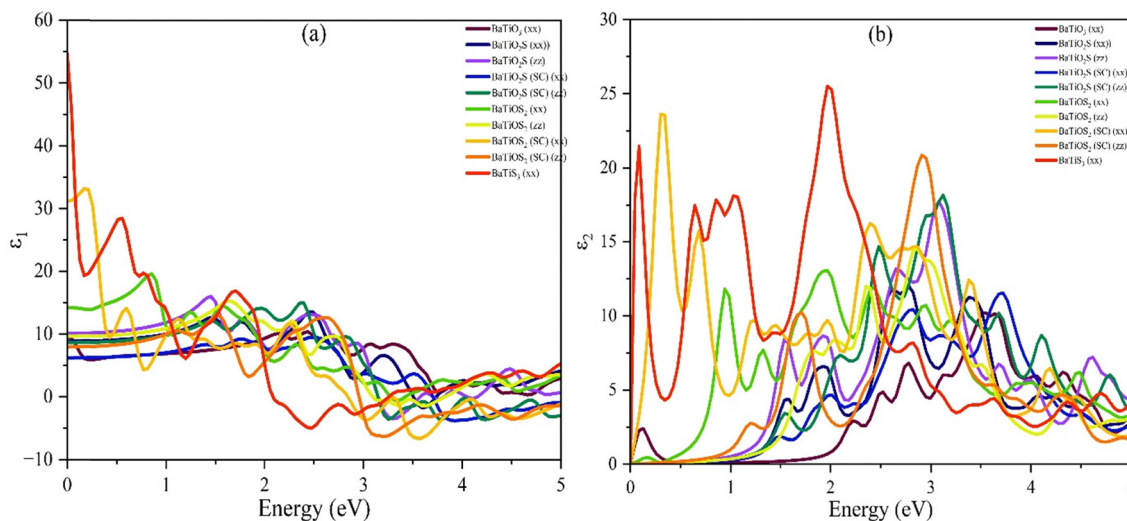 (a)
60
50
40
30
20
10
0
−10
ε₁
0 1 2 3 4 5
Energy (eV)
BaTiO₃ (xx)
BaTiO₂S (xx))
BaTiO₂S (zz)
BaTiO₂S (SC) (xx)
BaTiO₂S (SC) (zz)
BaTiOS₂ (xx)
BaTiOS₂ (zz)
BaTiOS₂ (SC) (xx)
BaTiOS₂ (SC) (zz)
BaTiS₃ (xx)
(b)
30
25
20
15
10
5
0
ε₂
0 1 2 3 4
Energy (eV)
BaTiO₃ (xx)
BaTiO₂S (xx))
BaTiO₂S (zz)
BaTiO₂S (SC) (xx)
BaTiO₂S (SC) (zz)
BaTiOS₂ (xx)
BaTiOS₂ (zz)
BaTiOS₂ (SC) (xx)
BaTiOS₂ (SC) (zz)
BaTiS₃ (xx)